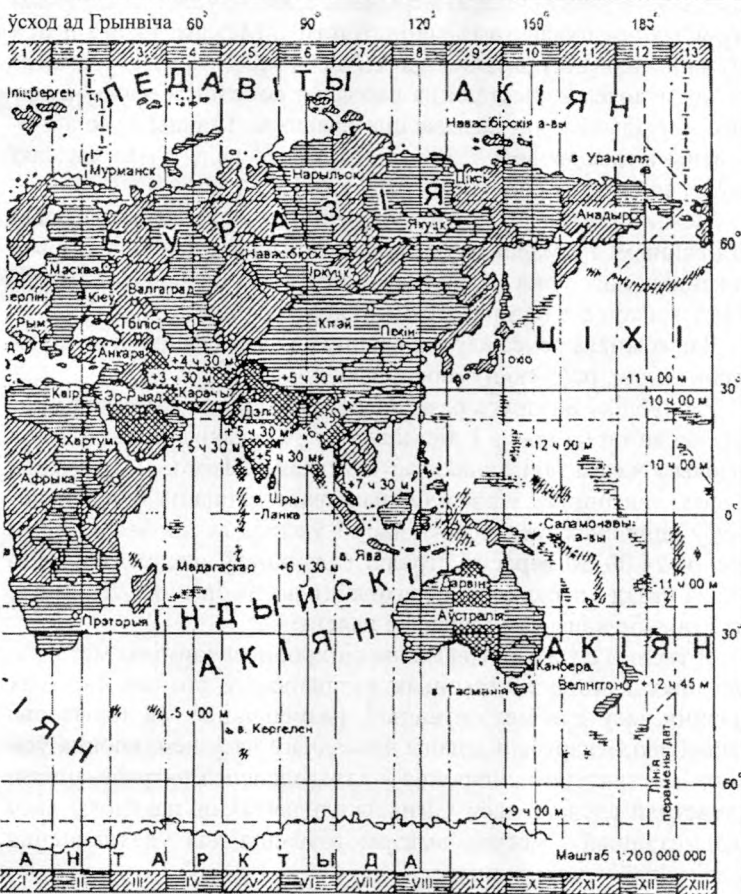 ўсход ад Грынвіча 60° 90° 120° 150° 183°
1 2 3 4 5 6 7 8 9 10 11 12 13
ЛЕДАВІТЫ АКІЯН
Шпіцберген
Навасібірскія а-вы
Мурманск
Нарыльск
Ціксі
Урангеля
Анадыр
ЕЎРАЗІЯ
Якуцк
60°
Масква
Навасібірск
Іркуцк
Берлін
Кіеў
Валгаград
Рым
Тбілісі
Кітай
Пекін
ЦІХІ
Анкара
Токіо
+4 ч 30 м
+3 ч 30 м
+5 ч 30 м
-11 ч 00 м
30°
Каір
Эр-Рыяд
Карачы
Дэлі
-10 ч 00 м
Хартум
+5 ч 30 м
+5 ч 30 м
+5 ч 30 м
+12 ч 00 м
Афрыка
+7 ч 30 м
-10 ч 00 м
в. Шры-
Ланка
0°
Саламонавы
а-вы
в. Мадагаскар
в. Ява
+6 ч 30 м
-11 ч 00 м
ІНДЫЙСКІ
Дарвін
Прэторыя
Аўстралія
30°
АКІЯН
АКІЯН
Канбера
Тасманія
Велінгтон
+12 ч 45 м
ІЯН
-5 ч 00 м
в. Кергелен
Лінія
перамены дат
60°
+9 ч 00 м
АНТАРКТЫДА
Маштаб 1:200 000 000
I II III IV V VI VII VIII IX X XI XII XIII